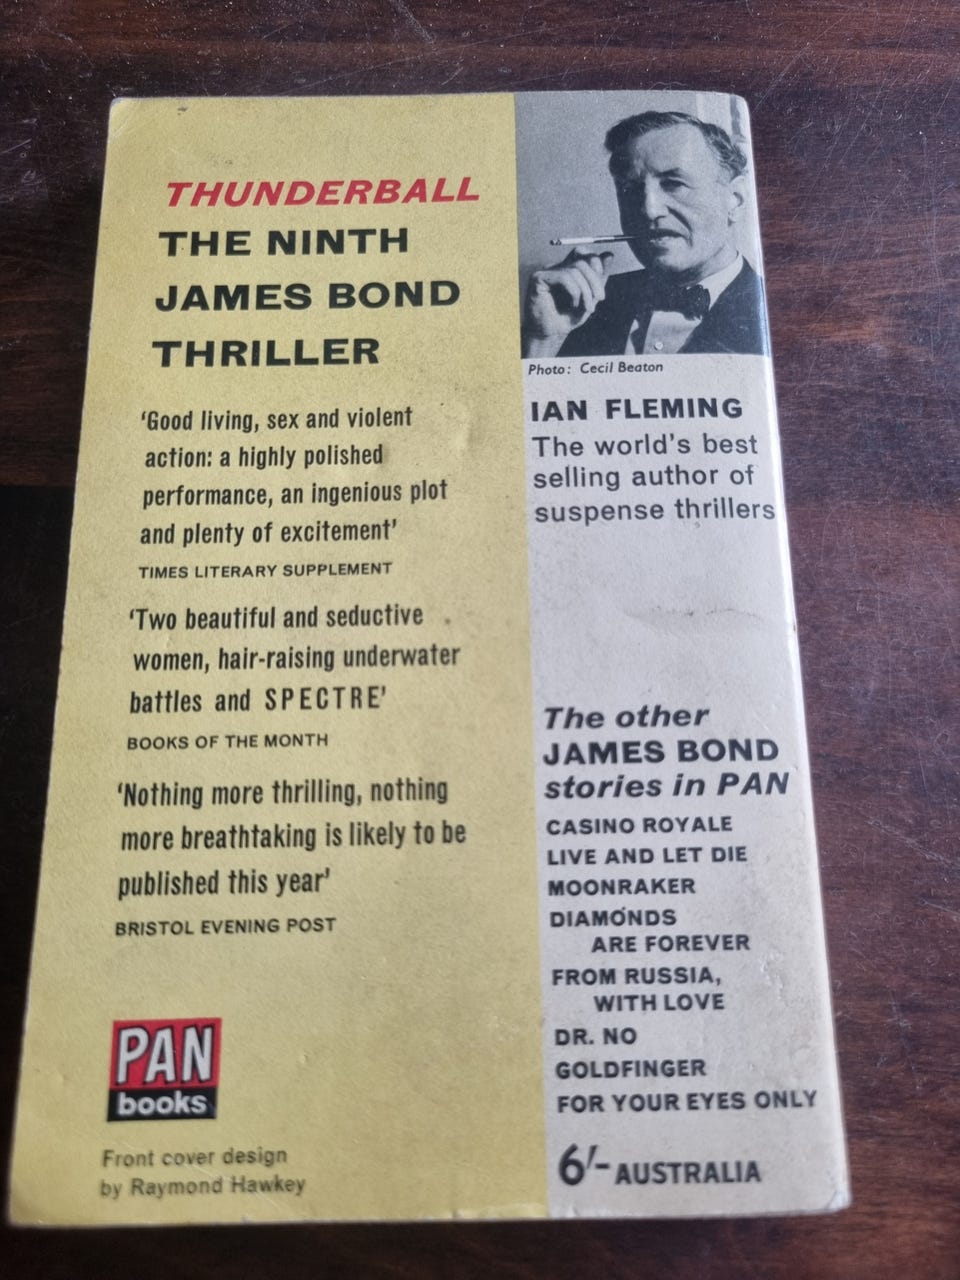 THUNDERBALL
THE NINTH
JAMES BOND
THRILLER
'Good living, sex and violent
action: a highly polished
performance, an ingenious plot
and plenty of excitement'
TIMES LITERARY SUPPLEMENT
'Two beautiful and seductive
women, hair-raising underwater
battles and SPECTRE'
BOOKS OF THE MONTH
'Nothing more thrilling, nothing
more breathtaking is likely to be
published this year'
BRISTOL EVENING POST
PAN
books
Front cover design
by Raymond Hawkey
Photo: Cecil Beaton
IAN FLEMING
The world's best
selling author of
suspense thrillers
The other
JAMES BOND
stories in PAN
CASINO ROYALE
LIVE AND LET DIE
MOONRAKER
DIAMONDS
ARE FOREVER
FROM RUSSIA,
WITH LOVE
DR. NO
GOLDFINGER
FOR YOUR EYES ONLY
6/- AUSTRALIA